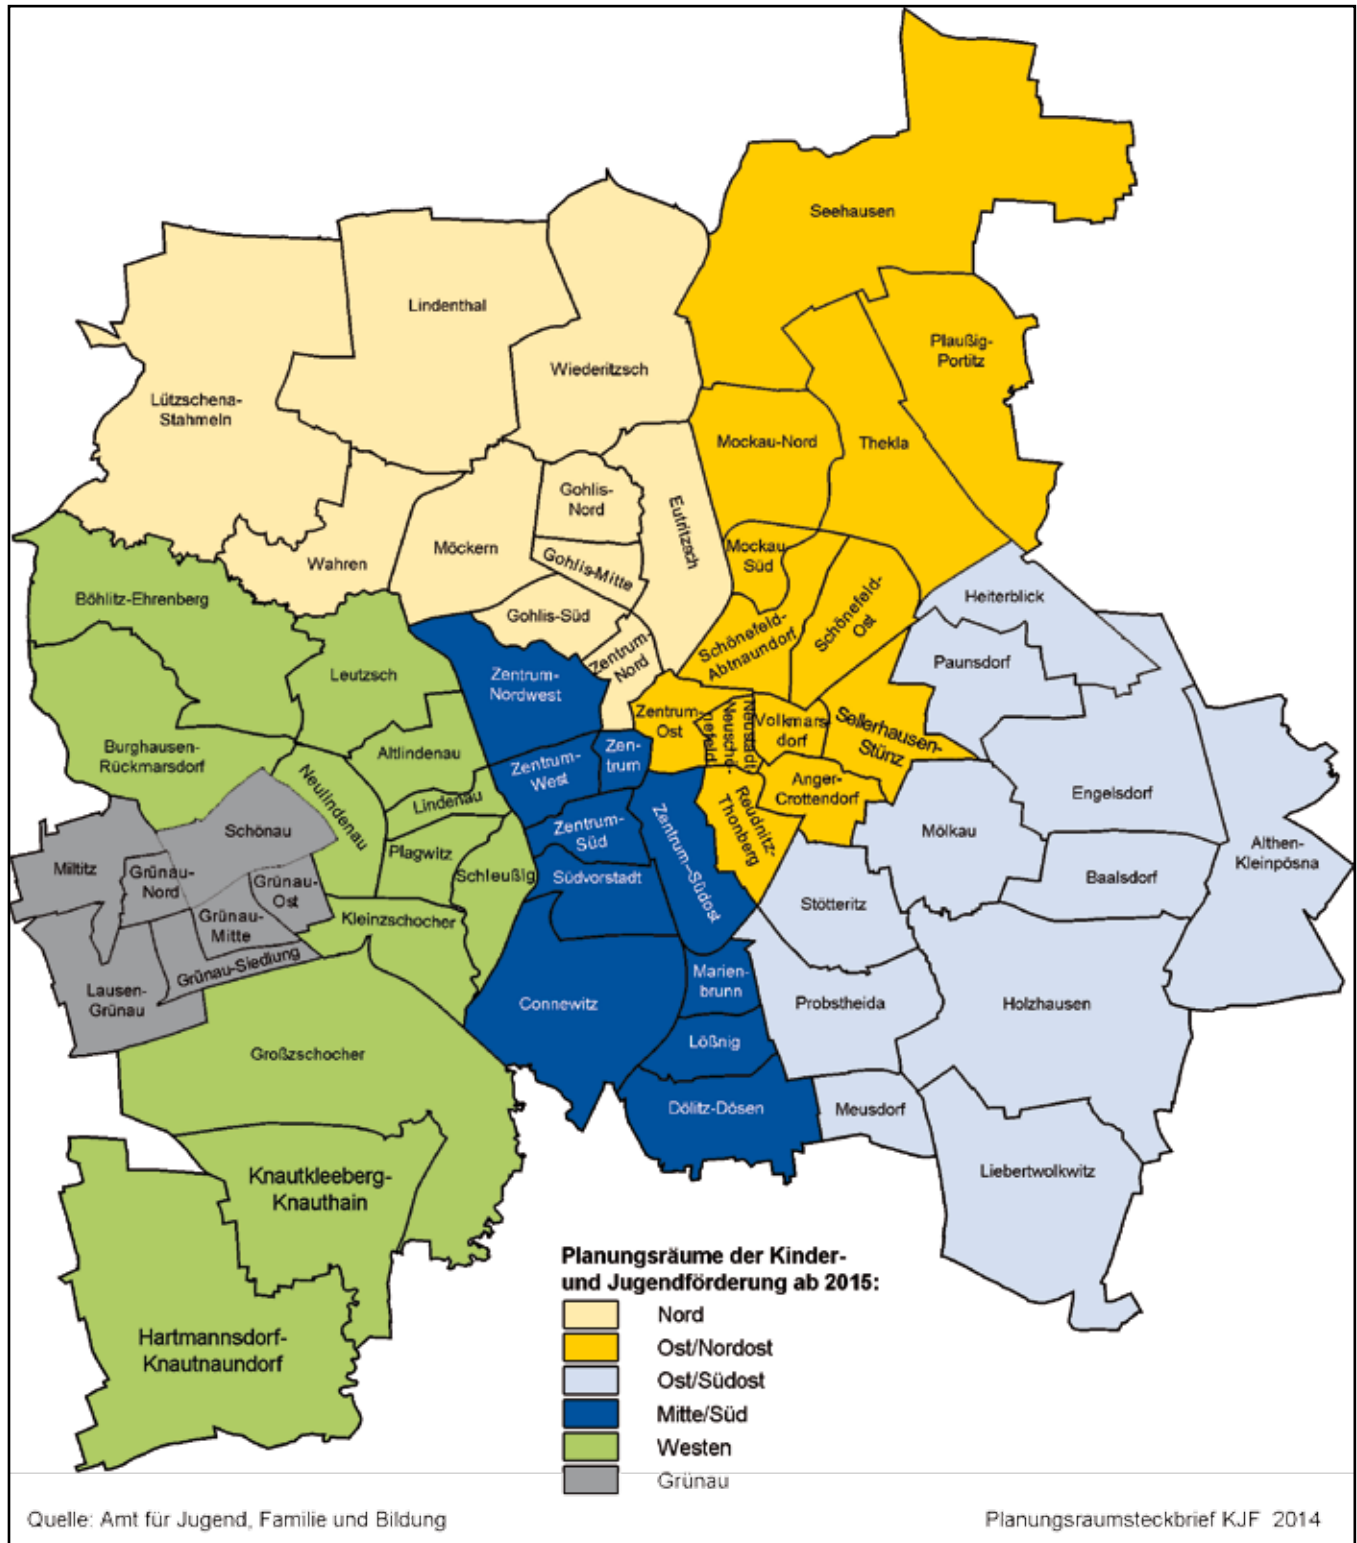 Seehausen
Lindenthal
Plaußig-
Portitz
Wiederitzsch
Lützschena-
Stahmeln
Mockau-Nord
Thekla
Gohlis-
Nord
Eutritzsch
Möckern
Mockau-
Süd
Wahren
Gohlis-Mitte
Heiterblick
Böhlitz-Ehrenberg
Gohlis-Süd
Schönefeld-
Abtnaundorf
Schönefeld-
Ost
Zentrum-
Nord
Paunsdorf
Leutzsch
Zentrum-
Nordwest
Zentrum-
Ost
Neuschö-
nefeld
Neustadt
Volkmars
dorf
Sellerhausen-
Stünz
Burghausen-
Rückmarsdorf
Altlindenau
Zentrum-
West
Zen-
trum
Neulindenau
Lindenau
Anger-
Crottendorf
Engelsdorf
Reudnitz-
Thonberg
Schönau
Zentrum-
Süd
Mölkau
Althen-
Kleinpösna
Miltitz
Grünau-
Nord
Grünau-
Ost
Plagwitz
Schleußig
Südvorstadt
Zentrum-Südost
Baalsdorf
Stötteritz
Grünau-
Mitte
Kleinzschocher
Grünau-Siedlung
Lausen-
Grünau
Connewitz
Marien-
brunn
Probstheida
Holzhausen
Lößnig
Großzschocher
Dölitz-Dösen
Meusdorf
Liebertwolkwitz
Knautkleeberg-
Knauthain
Hartmannsdorf-
Knautnaundorf
Planungsräume der Kinder-
und Jugendförderung ab 2015:
Nord
Ost/Nordost
Ost/Südost
Mitte/Süd
Westen
Grünau
Quelle: Amt für Jugend, Familie und Bildung
Planungsraumsteckbrief KJF 2014